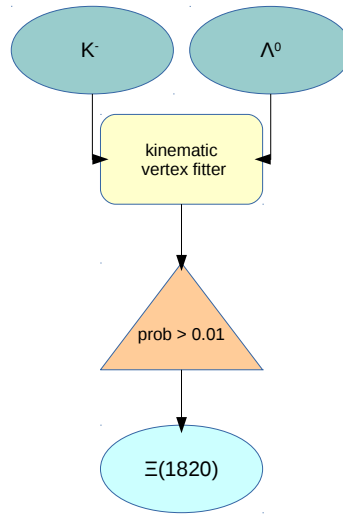 K⁻ Λ⁰
kinematic
vertex fitter
prob > 0.01
Ξ(1820)